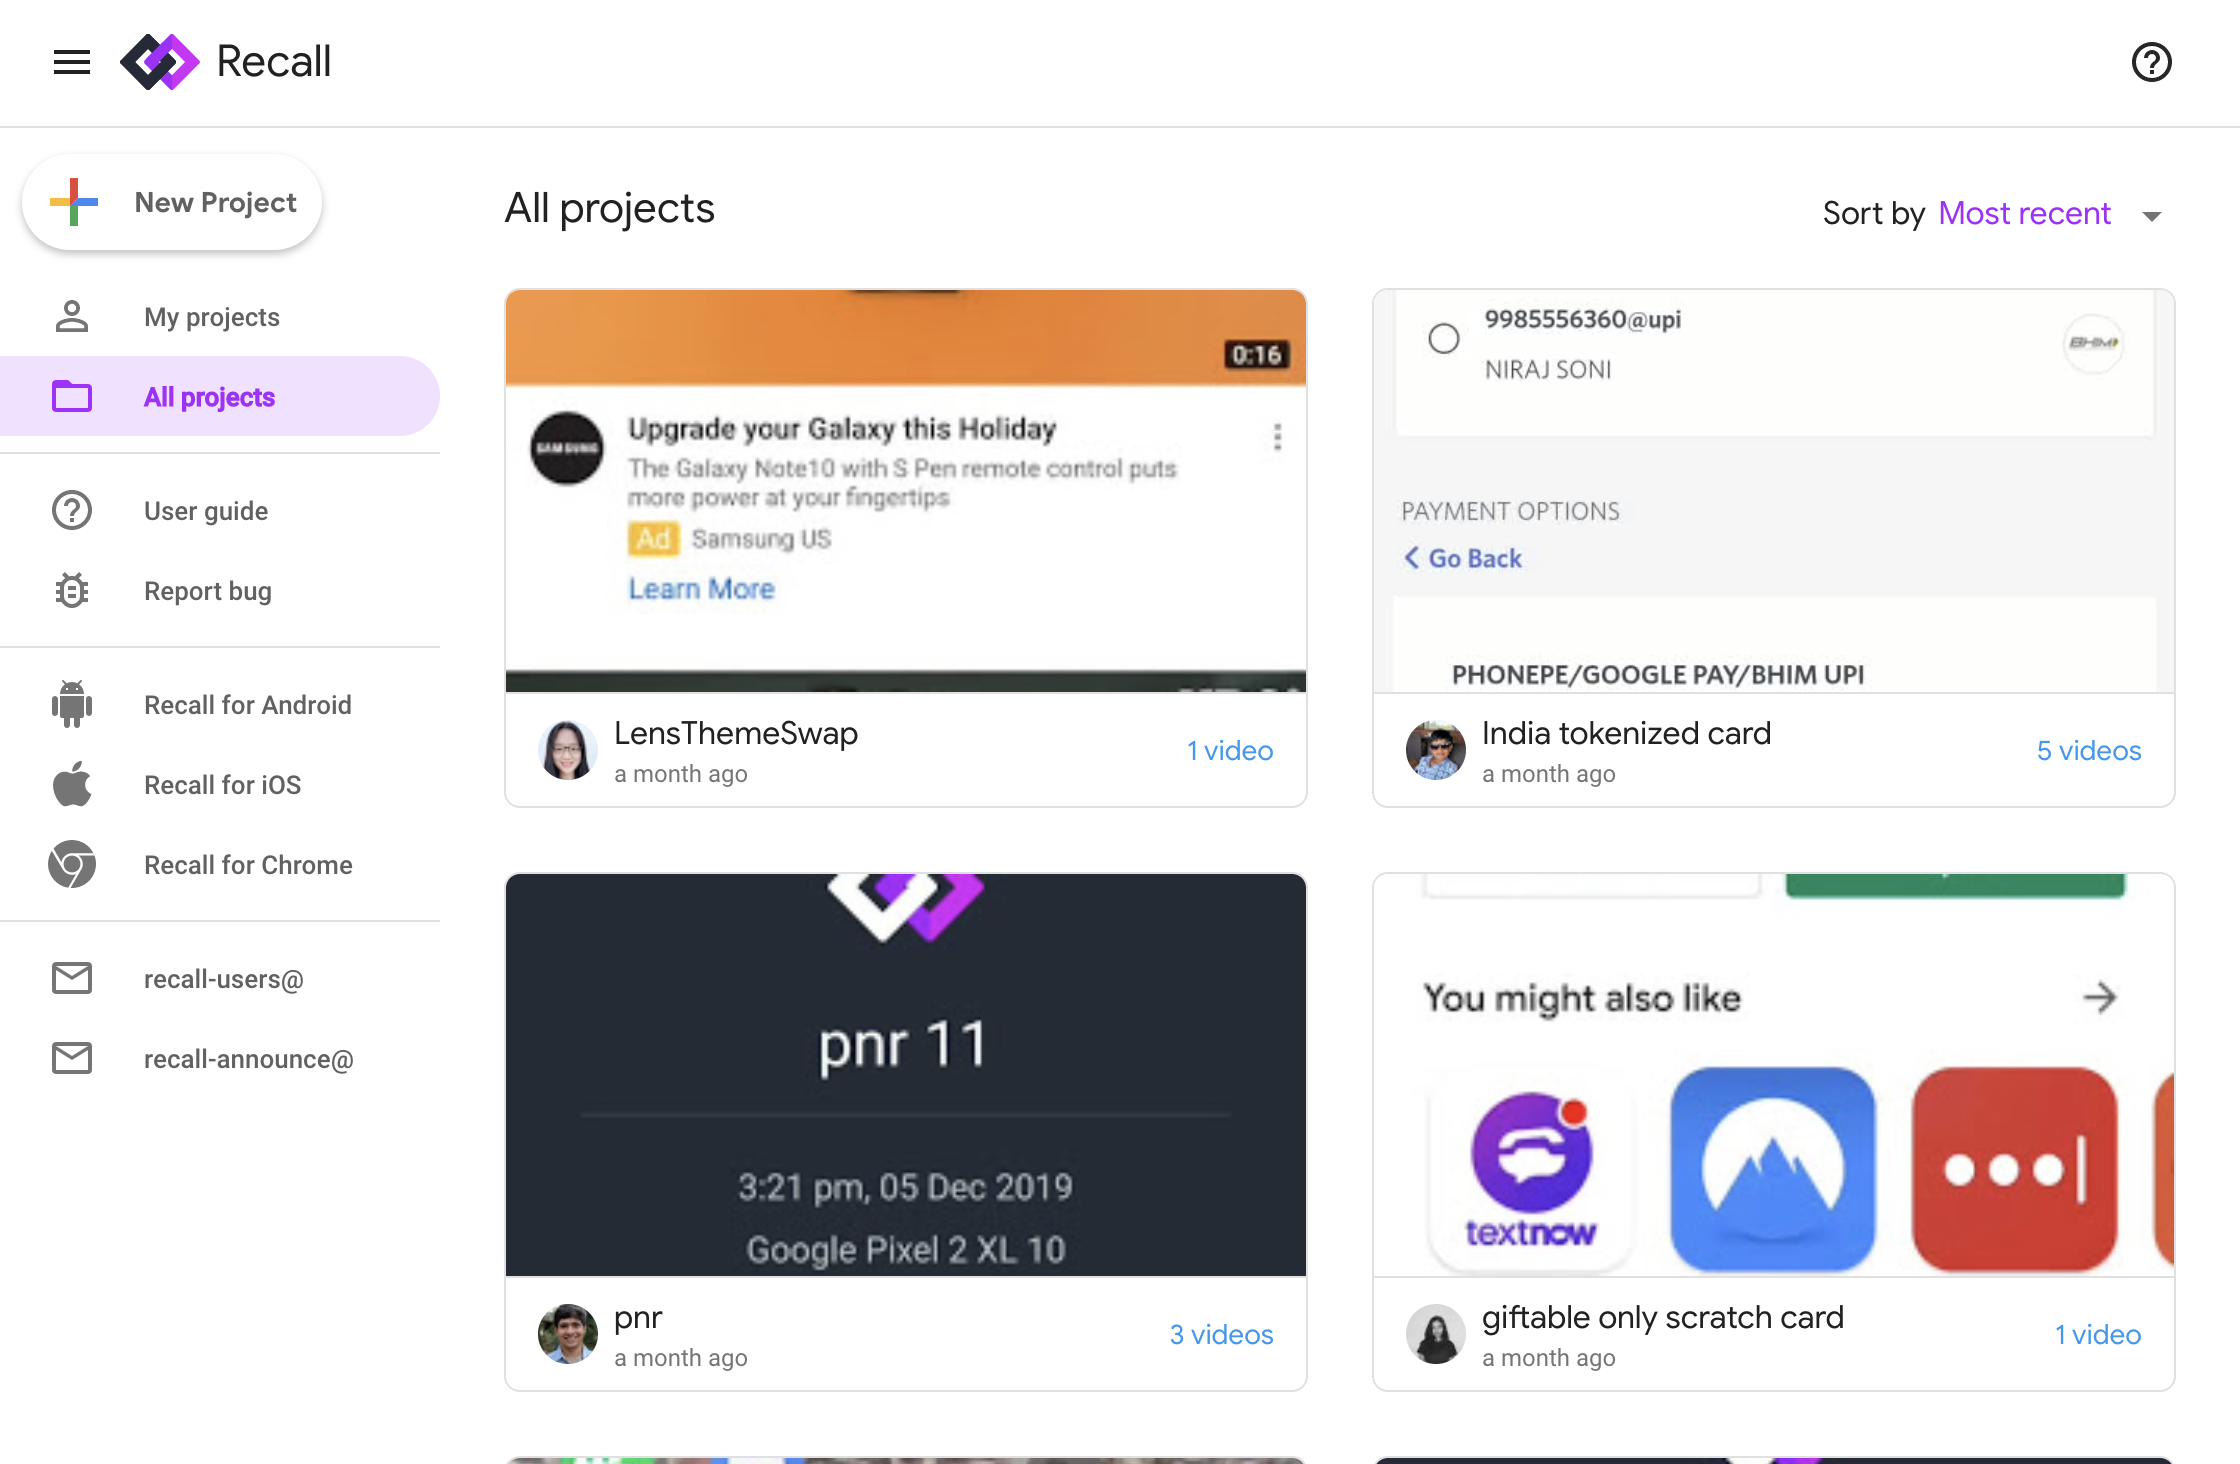 Recall
New Project
My projects
All projects
User guide
Report bug
Recall for Android
Recall for iOS
Recall for Chrome
recall-users@
recall-announce@
All projects
Sort by Most recent
0:16
SAMSUNG
Upgrade your Galaxy this Holiday
The Galaxy Note10 with S Pen remote control puts
more power at your fingertips
Ad Samsung US
Learn More
LensThemeSwap
a month ago
1 video
9985556360@upi
NIRAJ SONI
BHIM
PAYMENT OPTIONS
Go Back
PHONEPE/GOOGLE PAY/BHIM UPI
India tokenized card
a month ago
5 videos
pnr 11
3:21 pm, 05 Dec 2019
Google Pixel 2 XL 10
pnr
a month ago
3 videos
You might also like
textnow
giftable only scratch card
a month ago
1 video